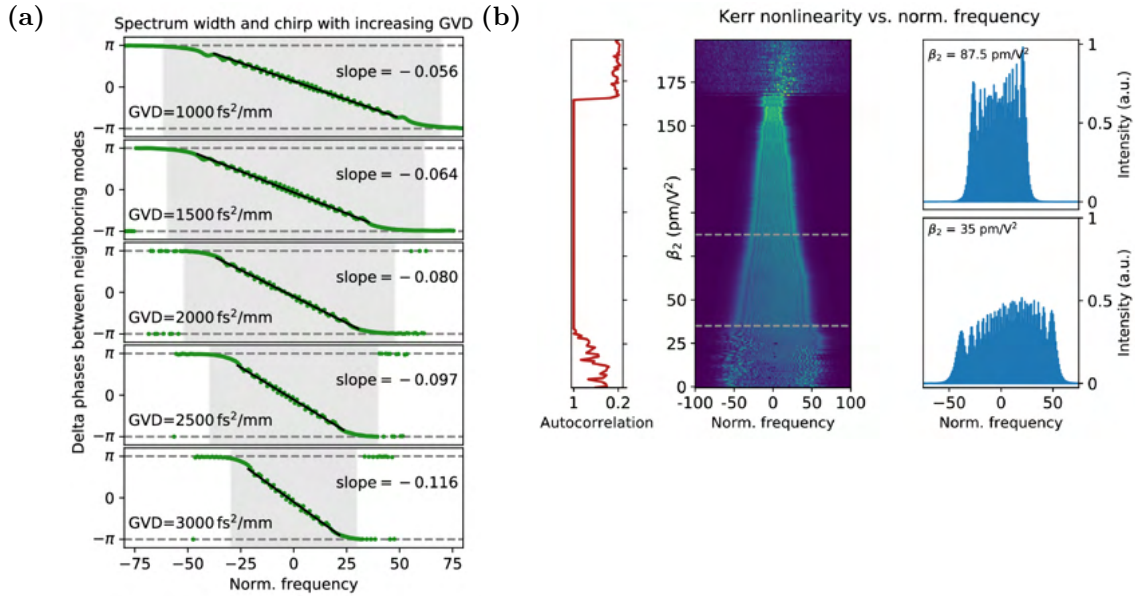 (a)
Spectrum width and chirp with increasing GVD
Delta phases between neighboring modes
π
0
−π
slope = −0.056
GVD=1000 fs²/mm
π
0
−π
slope = −0.064
GVD=1500 fs²/mm
π
0
−π
slope = −0.080
GVD=2000 fs²/mm
π
0
−π
slope = −0.097
GVD=2500 fs²/mm
π
0
−π
slope = −0.116
GVD=3000 fs²/mm
−75 −50 −25 0 25 50 75
Norm. frequency
(b)
Kerr nonlinearity vs. norm. frequency
1 0.2
Autocorrelation
β₂ (pm/V²)
175
150
75
50
25
0
-100 -50 0 50 100
Norm. frequency
β₂ = 87.5 pm/V²
1
0.5
0
Intensity (a.u.)
β₂ = 35 pm/V²
1
0.5
0
Intensity (a.u.)
−50 0 50
Norm. frequency